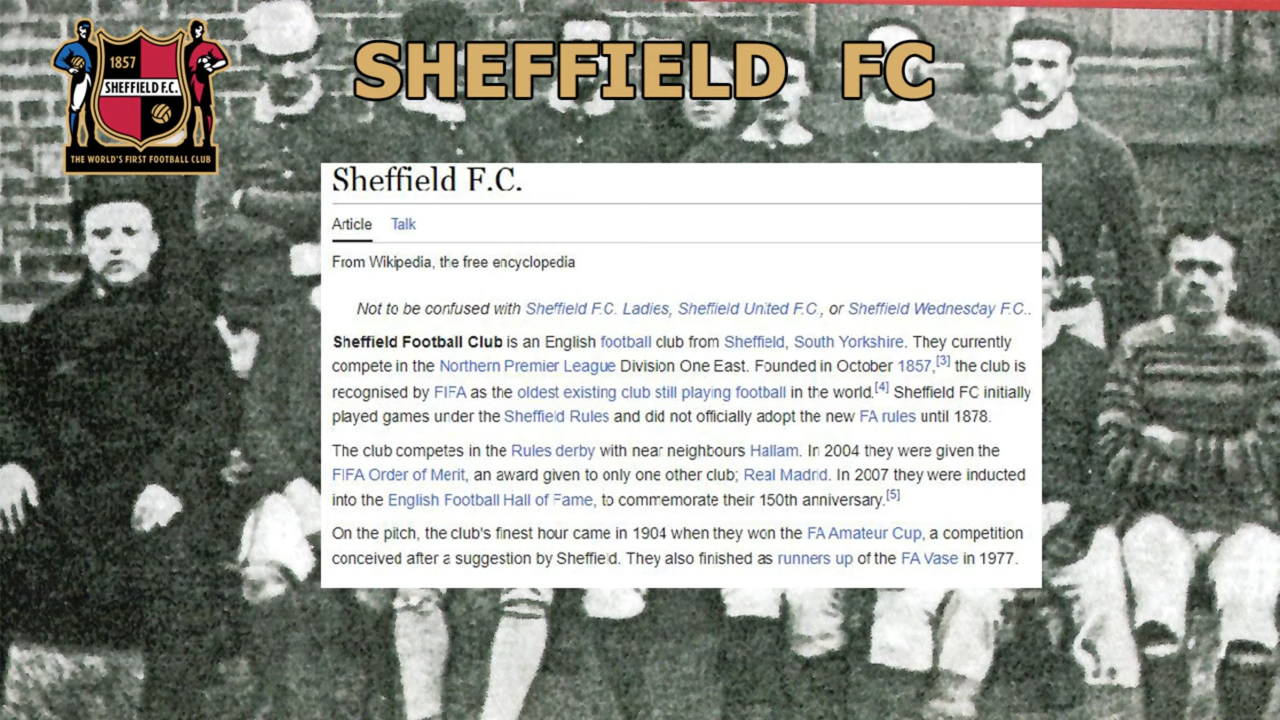 1857
SHEFFIELD F.C.
THE WORLD'S FIRST FOOTBALL CLUB
SHEFFIELD FC
Sheffield F.C.
Article Talk
From Wikipedia, the free encyclopedia
Not to be confused with Sheffield F.C. Ladies, Sheffield United F.C., or Sheffield Wednesday F.C..
Sheffield Football Club is an English football club from Sheffield, South Yorkshire. They currently
compete in the Northern Premier League Division One East. Founded in October 1857,[3] the club is
recognised by FIFA as the oldest existing club still playing football in the world.[4] Sheffield FC initially
played games under the Sheffield Rules and did not officially adopt the new FA rules until 1878.
The club competes in the Rules derby with near neighbours Hallam. In 2004 they were given the
FIFA Order of Merit, an award given to only one other club; Real Madrid. In 2007 they were inducted
into the English Football Hall of Fame, to commemorate their 150th anniversary.[5]
On the pitch, the club's finest hour came in 1904 when they won the FA Amateur Cup, a competition
conceived after a suggestion by Sheffield. They also finished as runners up of the FA Vase in 1977.